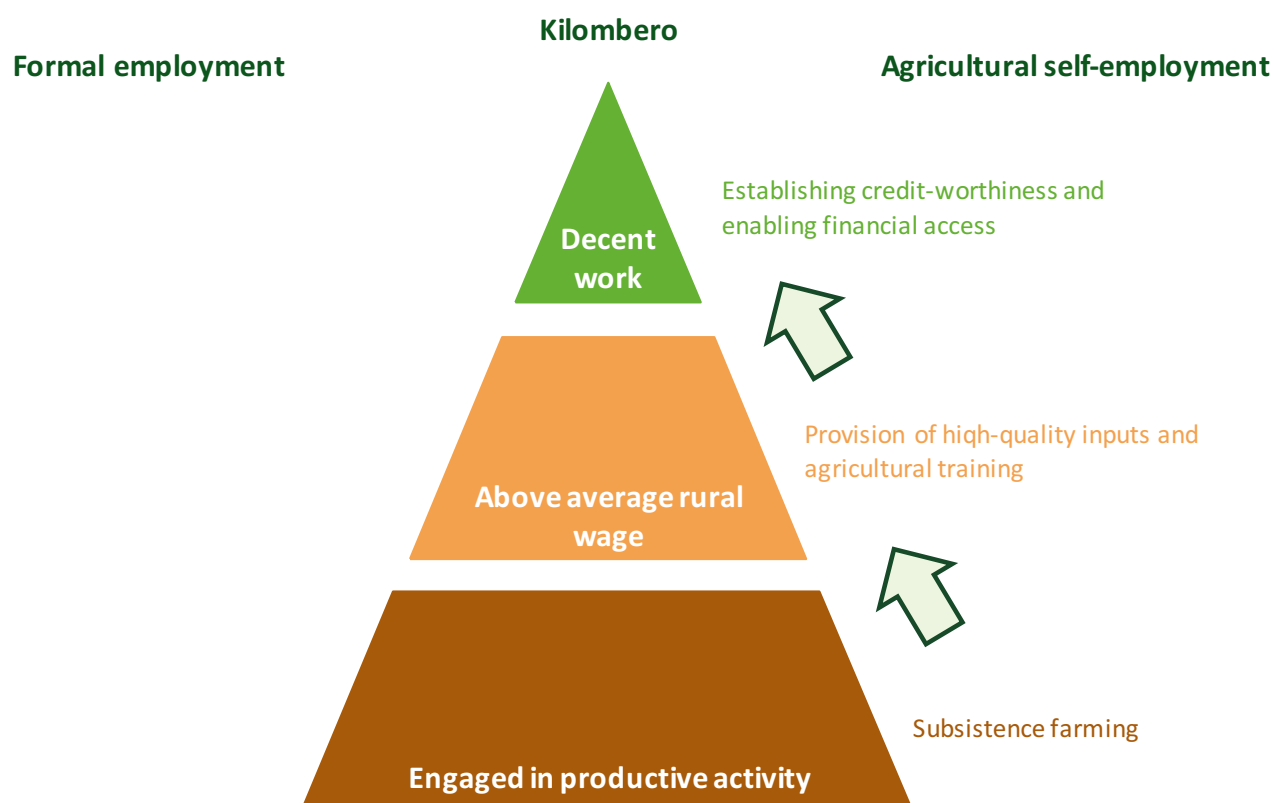 Kilombero
Formal employment
Agricultural self-employment
Establishing credit-worthiness and
enabling financial access
Decent
work
Provision of hiqh-quality inputs and
agricultural training
Above average rural
wage
Subsistence farming
Engaged in productive activity